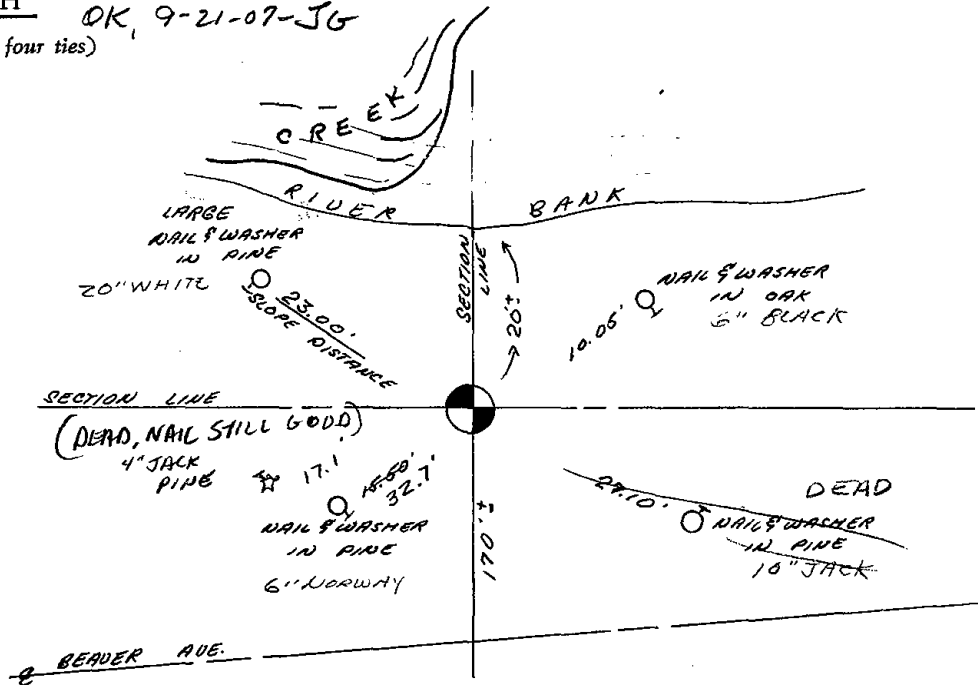 H
OK, 9-21-07-JG
four ties)
CREEK
RIVER BANK
LARGE
NAIL & WASHER
IN PINE
20" WHITE
23.00'
SLOPE DISTANCE
SECTION
LINE
20'±
10.05'
NAIL & WASHER
IN OAK
6" BLACK
SECTION LINE
(DEAD, NAIL STILL GOOD)
4" JACK
PINE
17.1
32.7'
NAIL & WASHER
IN PINE
6" NORWAY
170'±
DEAD
NAIL & WASHER
IN PINE
10" JACK
BEAVER AVE.